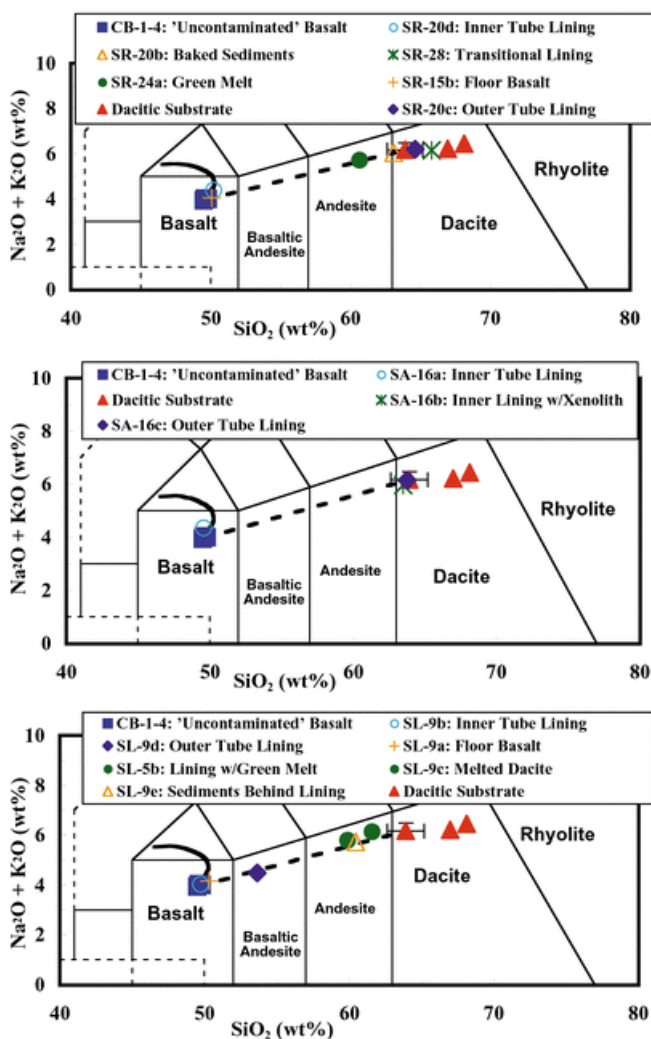 CB-1-4: 'Uncontaminated' Basalt SR-20d: Inner Tube Lining
SR-20b: Baked Sediments SR-28: Transitional Lining
SR-24a: Green Melt SR-15b: Floor Basalt
Dacitic Substrate SR-20c: Outer Tube Lining
Na2O + K2O (wt%)
10
8
6
4
2
0
Basalt
Basaltic
Andesite
Andesite
Dacite
Rhyolite
40 50 60 70 80
SiO2 (wt%)
CB-1-4: 'Uncontaminated' Basalt SA-16a: Inner Tube Lining
Dacitic Substrate SA-16b: Inner Lining w/Xenolith
SA-16c: Outer Tube Lining
Na2O + K2O (wt%)
10
8
6
4
2
0
Basalt
Basaltic
Andesite
Andesite
Dacite
Rhyolite
40 50 60 70 80
SiO2 (wt%)
CB-1-4: 'Uncontaminated' Basalt SL-9b: Inner Tube Lining
SL-9d: Outer Tube Lining SL-9a: Floor Basalt
SL-5b: Lining w/Green Melt SL-9c: Melted Dacite
SL-9e: Sediments Behind Lining Dacitic Substrate
Na2O + K2O (wt%)
10
8
6
4
2
0
Basalt
Basaltic
Andesite
Andesite
Dacite
Rhyolite
40 50 60 70 80
SiO2 (wt%)